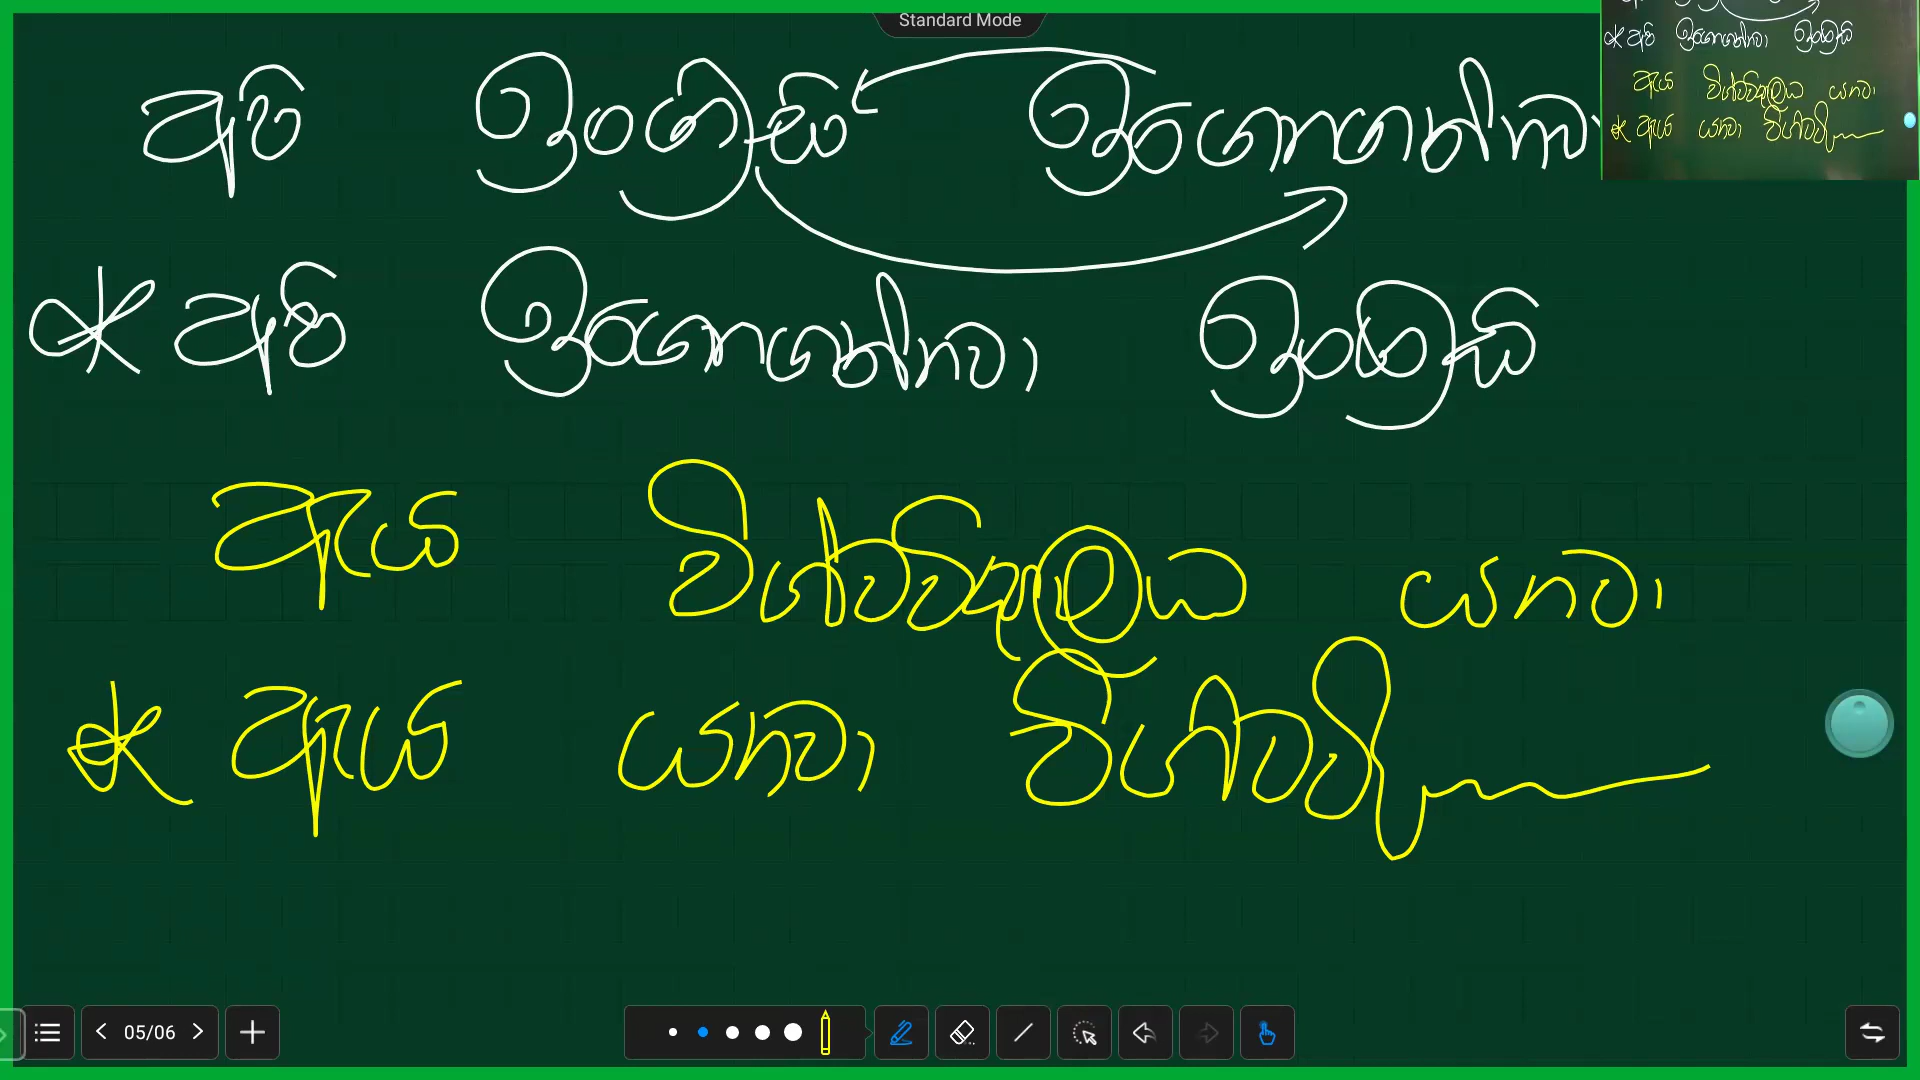 Standard Mode
අපි ඉංග්‍රීසි ඉගෙනගන්නවා
* අපි ඉගෙනගන්නවා ඉංග්‍රීසි
ඇය විශ්වවිද්‍යාලය යනවා
* ඇය යනවා විශ්වවි
05/06